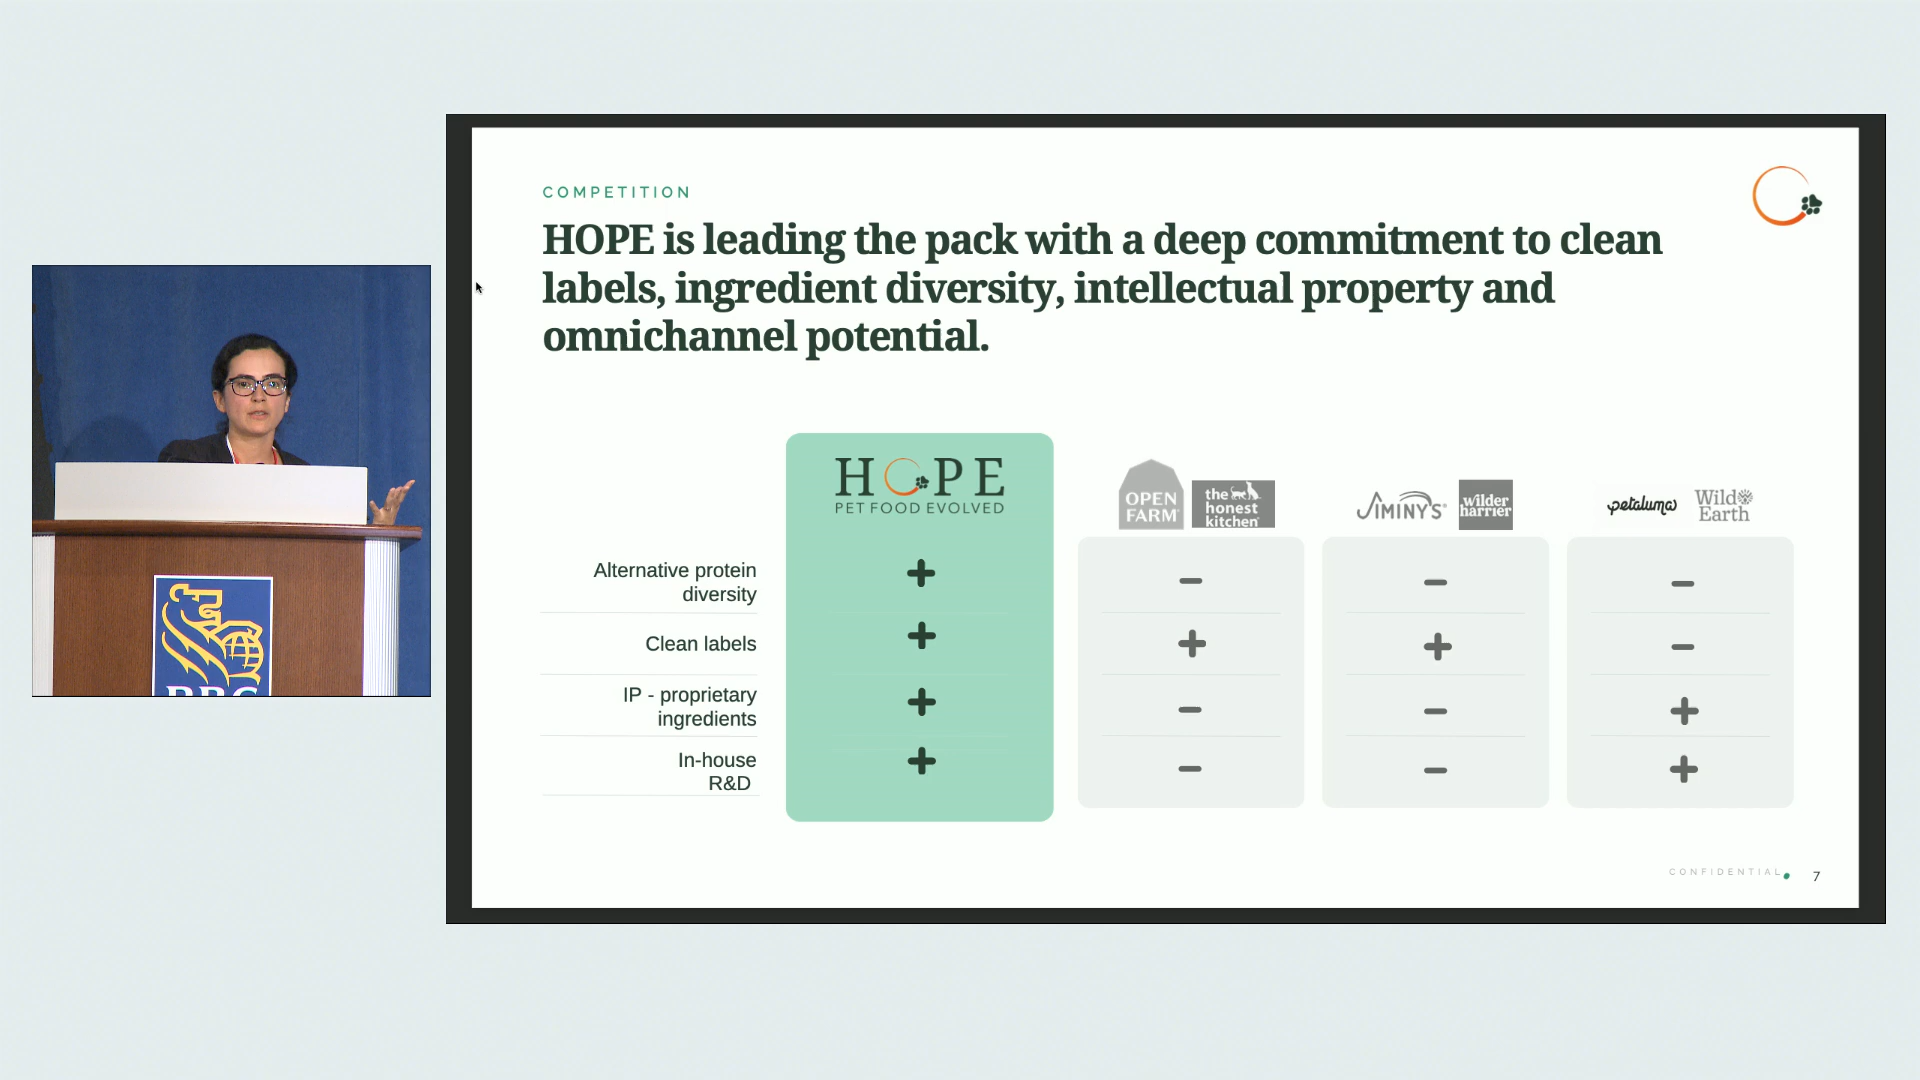 COMPETITION
HOPE is leading the pack with a deep commitment to clean
labels, ingredient diversity, intellectual property and
omnichannel potential.
HOPE
PET FOOD EVOLVED
OPEN
FARM
the
honest
kitchen
JIMINY'S
wilder
harrier
petaluma
Wild
Earth
Alternative protein
diversity
+ − − −
Clean labels
+ + + −
IP - proprietary
ingredients
+ − − +
In-house
R&D
+ − − +
CONFIDENTIAL
7
RBC